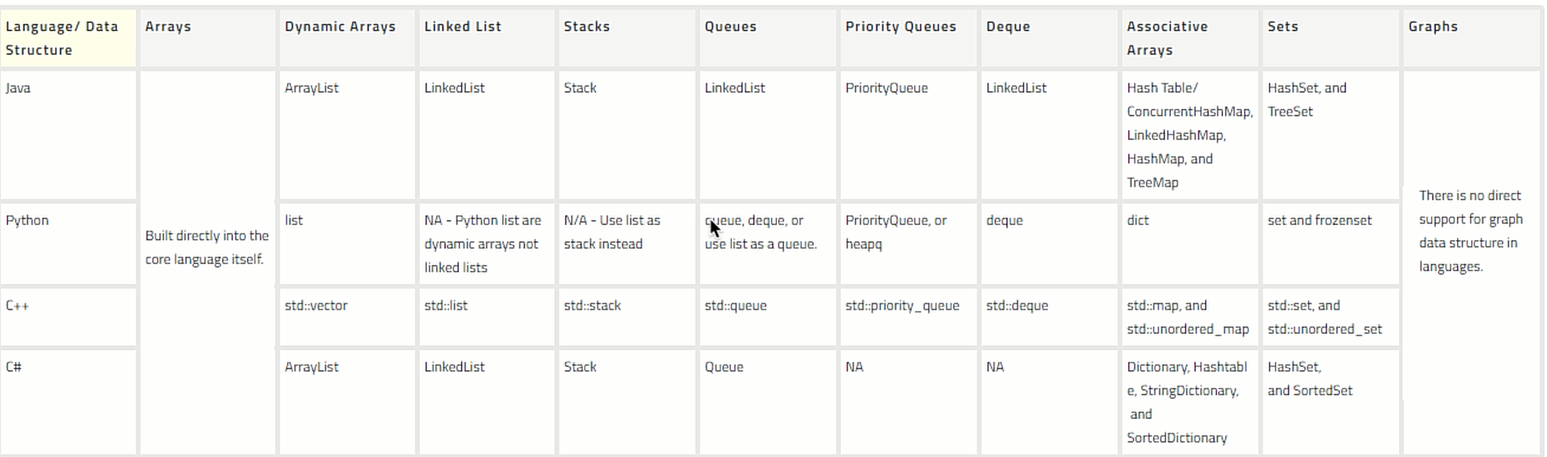 Language/ Data
Structure
Arrays
Dynamic Arrays
Linked List
Stacks
Queues
Priority Queues
Deque
Associative
Arrays
Sets
Graphs
Java
Built directly into the
core language itself.
ArrayList
LinkedList
Stack
LinkedList
PriorityQueue
LinkedList
Hash Table/
ConcurrentHashMap,
LinkedHashMap,
HashMap, and
TreeMap
HashSet, and
TreeSet
There is no direct
support for graph
data structure in
languages.
Python
list
NA - Python list are
dynamic arrays not
linked lists
N/A - Use list as
stack instead
queue, deque, or
use list as a queue.
PriorityQueue, or
heapq
deque
dict
set and frozenset
C++
std::vector
std::list
std::stack
std::queue
std::priority_queue
std::deque
std::map, and
std::unordered_map
std::set, and
std::unordered_set
C#
ArrayList
LinkedList
Stack
Queue
NA
NA
Dictionary, Hashtabl
e, StringDictionary,
and
SortedDictionary
HashSet,
and SortedSet